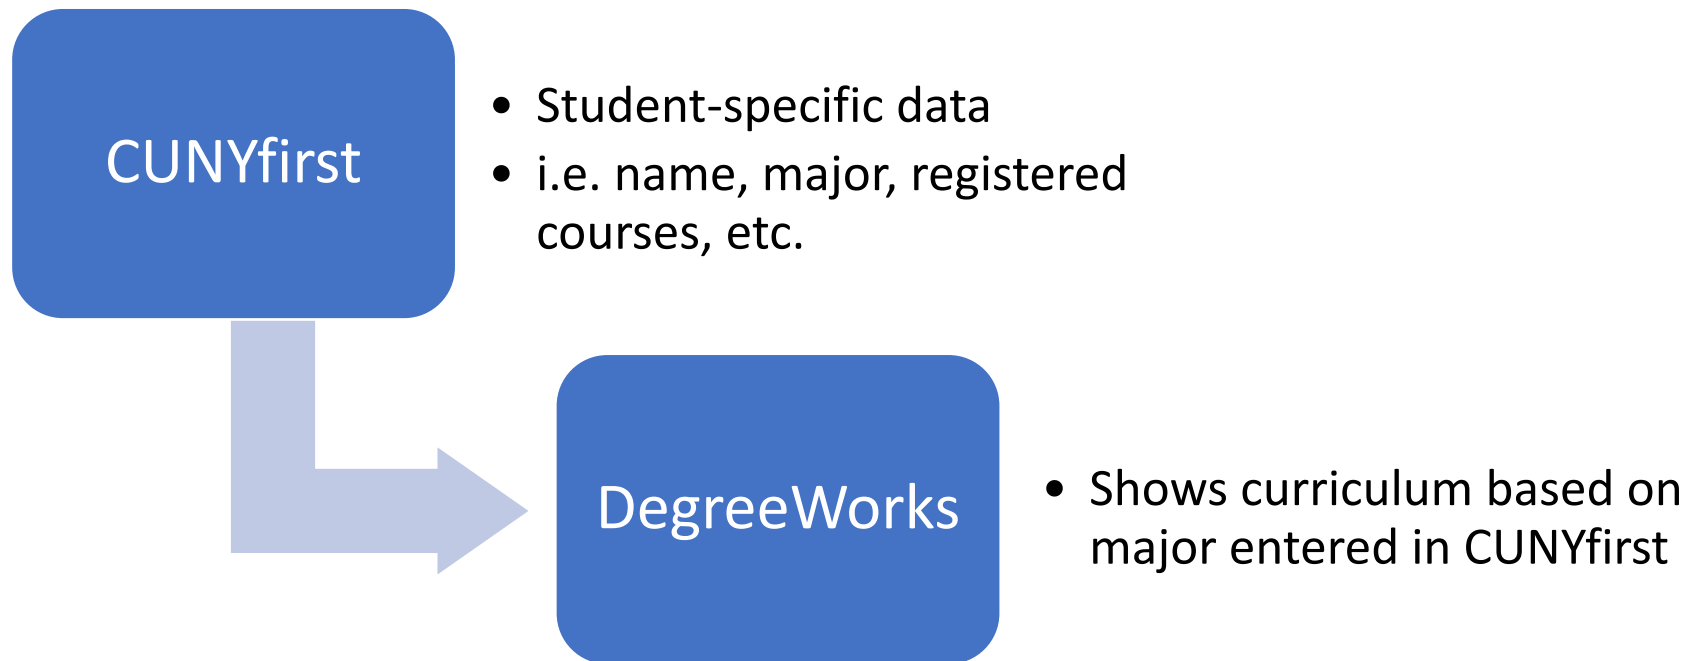 CUNYfirst
• Student-specific data
• i.e. name, major, registered
courses, etc.
DegreeWorks
• Shows curriculum based on
major entered in CUNYfirst